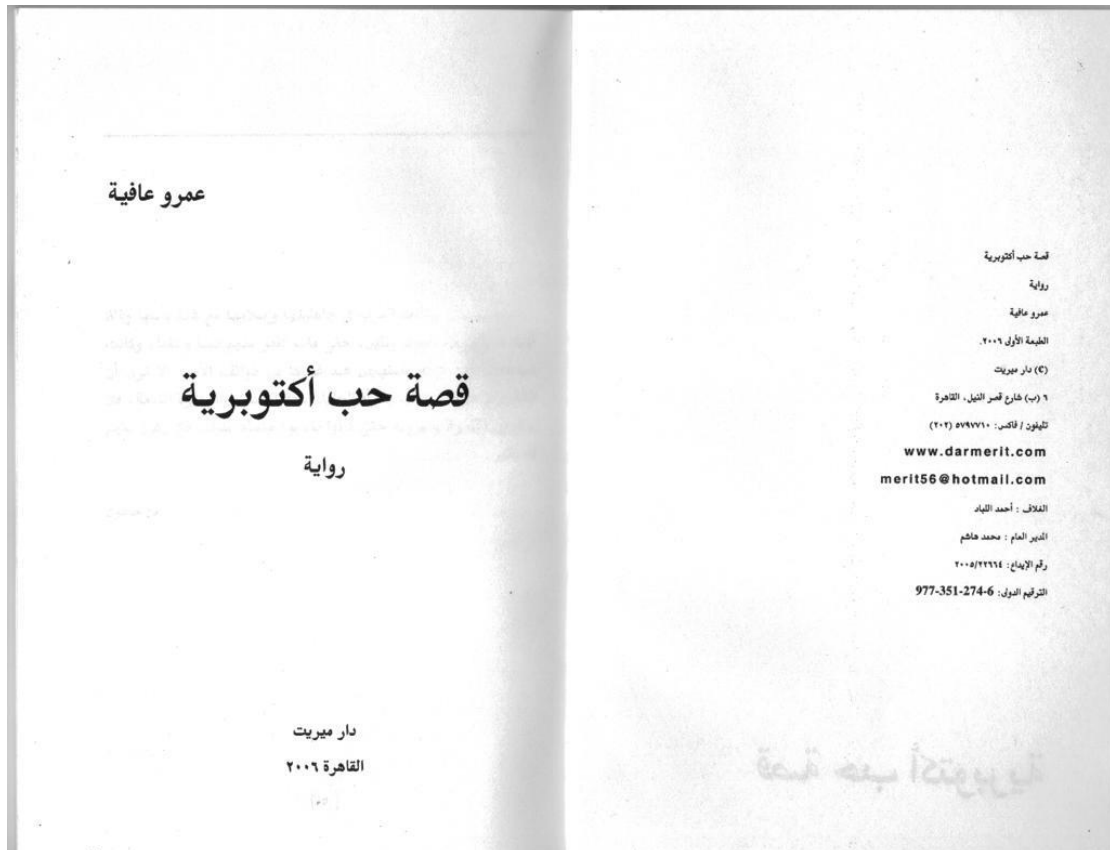 قصة حب أكتوبرية
رواية
عمرو عافية
الطبعة الأولى ٢٠٠٦.
(C) دار ميريت
٦ (ب) شارع قصر النيل، القاهرة
تليفون / فاكس: ٥٧٩٧٧١٠ (٢٠٢)
www.darmerit.com
merit56@hotmail.com
الغلاف : أحمد اللباد
المدير العام : محمد هاشم
رقم الإيداع: ٢٠٠٥/٢٢٦٦٤
الترقيم الدولى: 977-351-274-6
عمرو عافية
قصة حب أكتوبرية
رواية
دار ميريت
القاهرة ٢٠٠٦